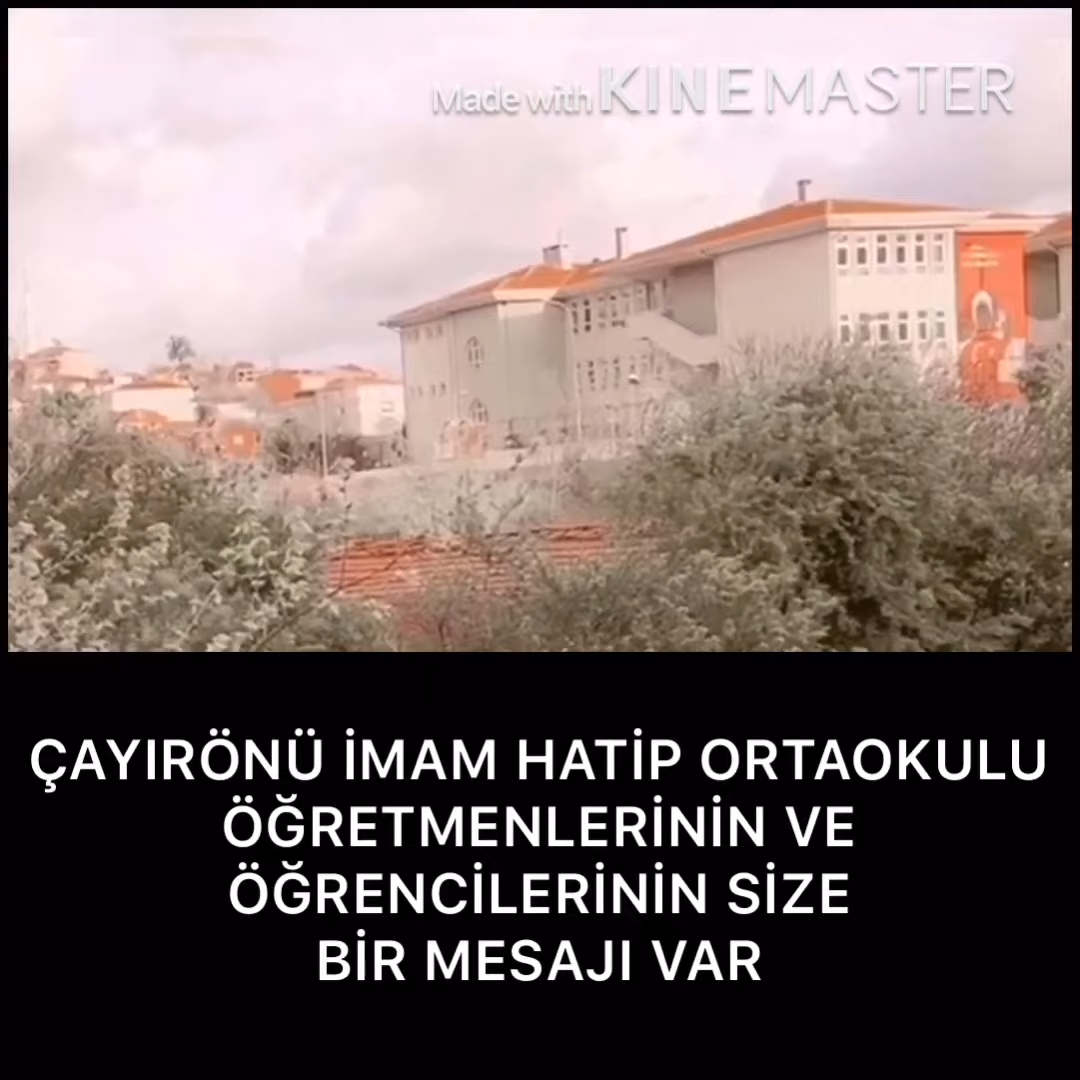 Made with KINEMASTER
ÇAYIRÖNÜ İMAM HATİP ORTAOKULU
ÖĞRETMENLERİNİN VE
ÖĞRENCİLERİNİN SİZE
BİR MESAJI VAR